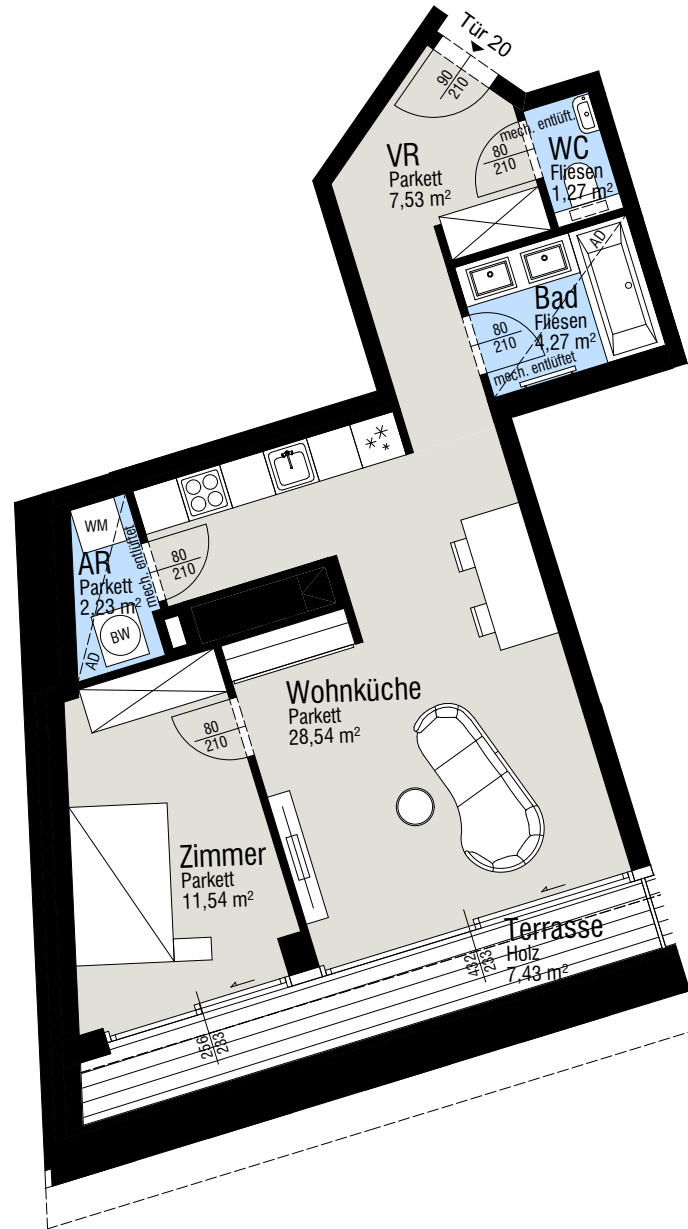 Tür 20
90
210
mech. entlüft.
80
210
WC
Fliesen
1,27 m²
VR
Parkett
7,53 m²
AD
Bad
Fliesen
4,27 m²
80
210
mech. entlüftet
WM
mech. entlüftet
80
210
AR
Parkett
2,23 m²
BW
AD
Wohnküche
Parkett
28,54 m²
80
210
Zimmer
Parkett
11,54 m²
Terrasse
Holz
7,43 m²
432
233
256
283